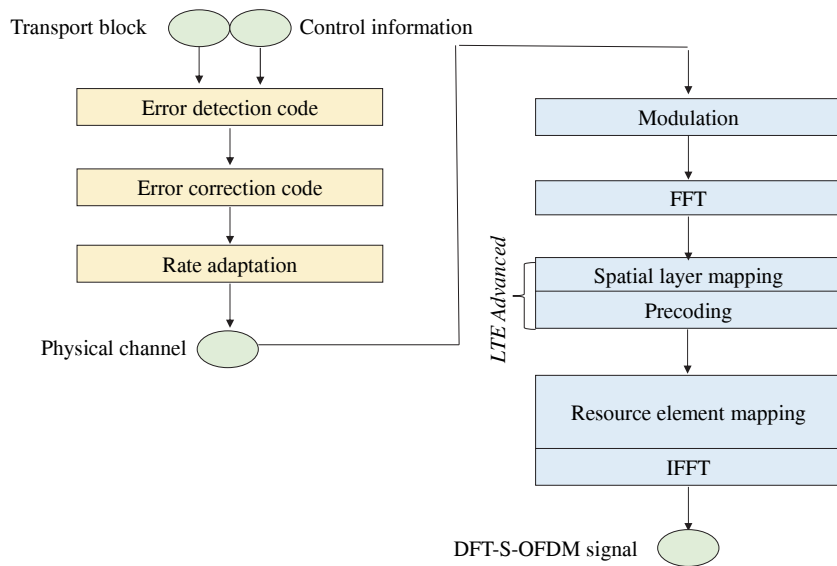 Transport block
Control information
Error detection code
Error correction code
Rate adaptation
Physical channel
Modulation
FFT
LTE Advanced
Spatial layer mapping
Precoding
Resource element mapping
IFFT
DFT-S-OFDM signal